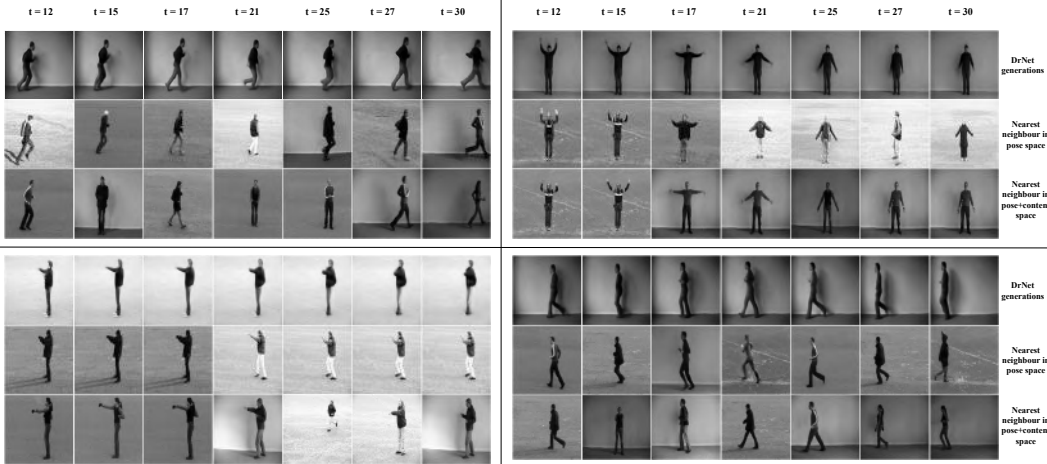 t = 12 t = 15 t = 17 t = 21 t = 25 t = 27 t = 30 t = 12 t = 15 t = 17 t = 21 t = 25 t = 27 t = 30
DrNet
generations
Nearest
neighbour in
pose space
Nearest
neighbour in
pose+conten
space
DrNet
generations
Nearest
neighbour in
pose space
Nearest
neighbour in
pose+conten
space